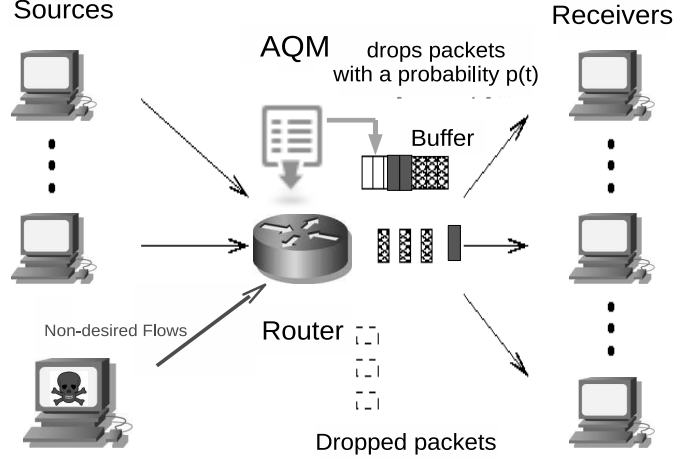 Sources
Receivers
AQM
drops packets
with a probability p(t)
Buffer
Non-desired Flows
Router
Dropped packets